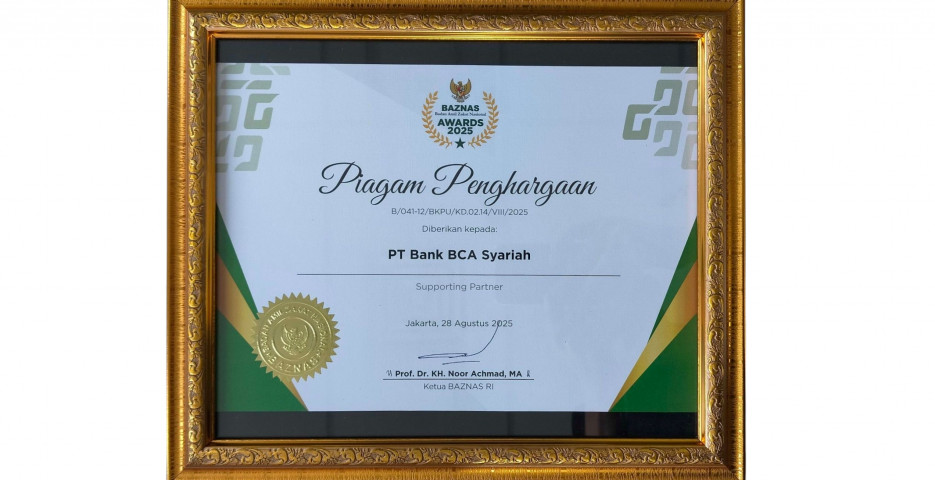 BAZNAS
Badan Amil Zakat Nasional
AWARDS
2025
Piagam Penghargaan
B/041-12/BKPU/KD.02.14/VIII/2025
Diberikan kepada:
PT Bank BCA Syariah
Supporting Partner
Jakarta, 28 Agustus 2025
Prof. Dr. KH. Noor Achmad, MA
Ketua BAZNAS RI